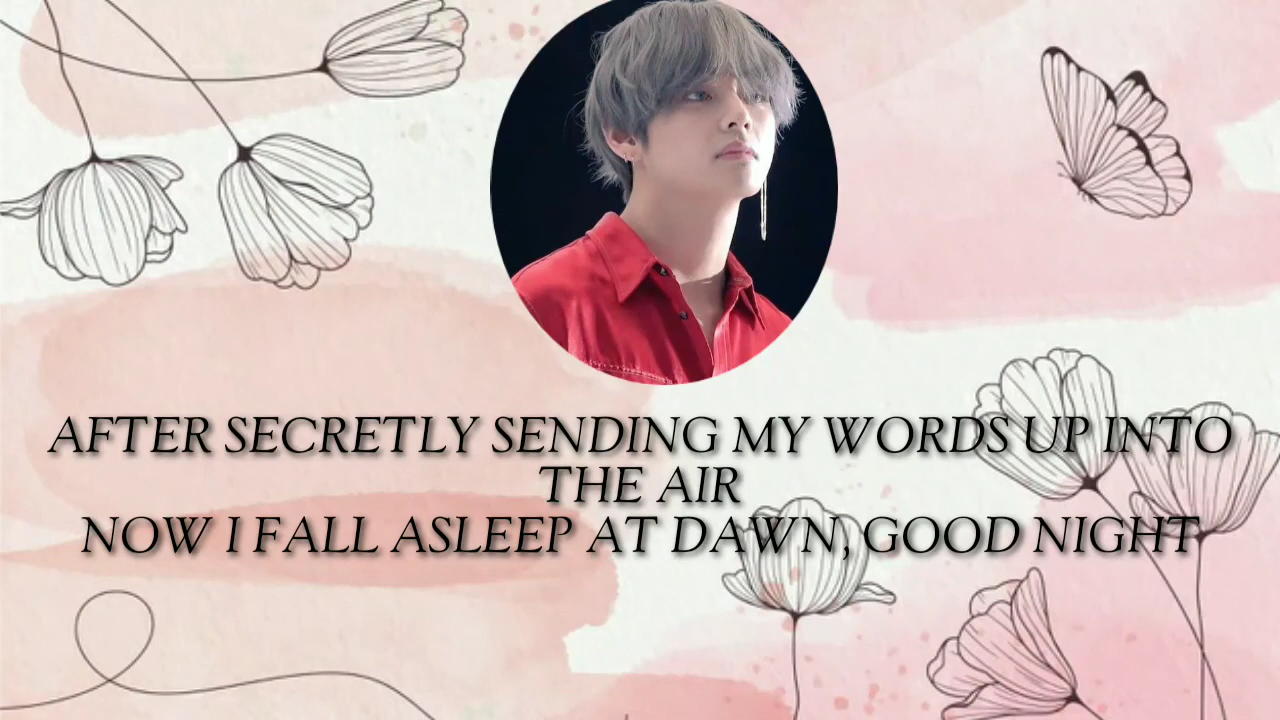 AFTER SECRETLY SENDING MY WORDS UP INTO
THE AIR
NOW I FALL ASLEEP AT DAWN, GOOD NIGHT